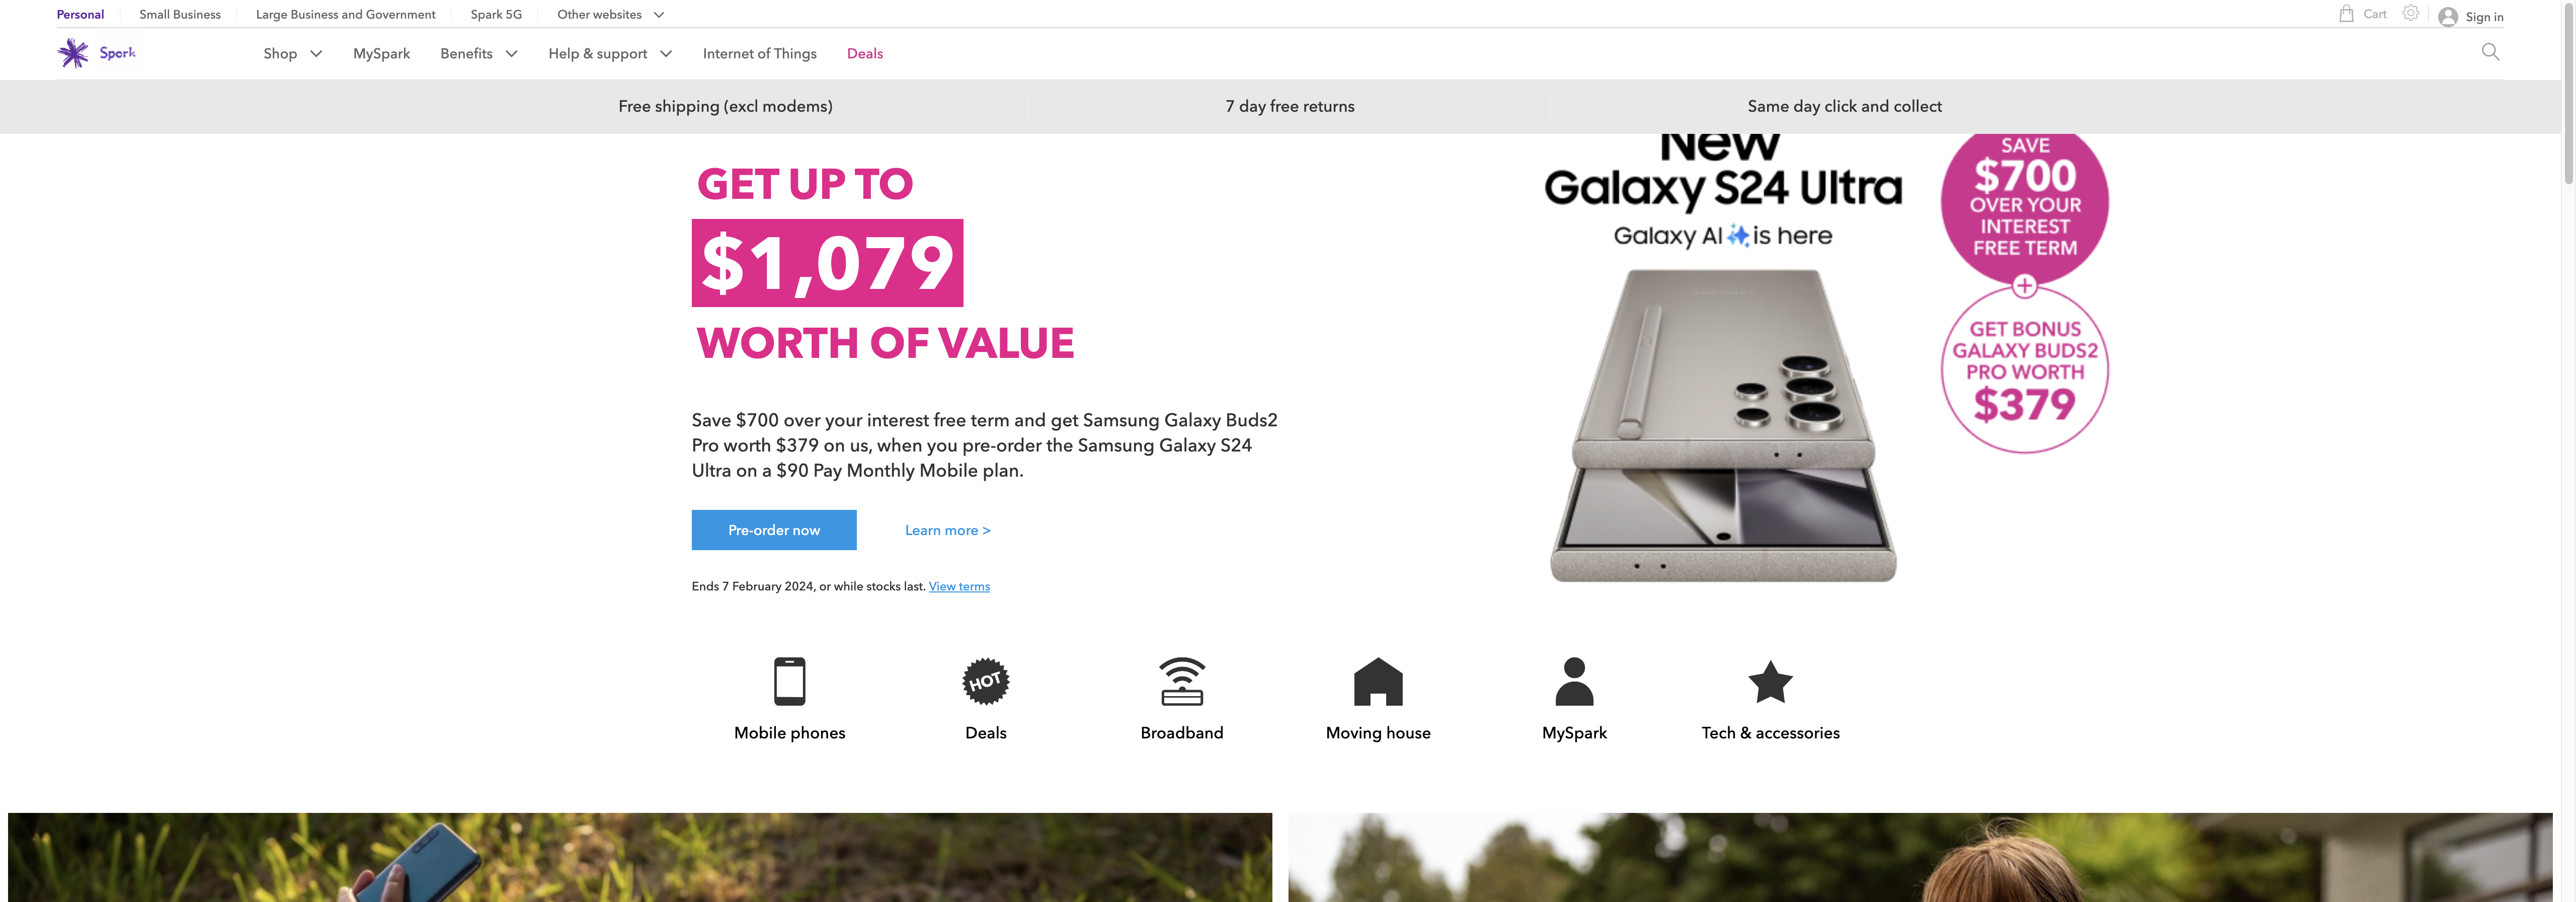 Personal
Small Business
Large Business and Government
Spark 5G
Other websites
Cart
Sign in
Spark
Shop
MySpark
Benefits
Help & support
Internet of Things
Deals
Free shipping (excl modems)
7 day free returns
Same day click and collect
GET UP TO
$1,079
WORTH OF VALUE
Save $700 over your interest free term and get Samsung Galaxy Buds2
Pro worth $379 on us, when you pre-order the Samsung Galaxy S24
Ultra on a $90 Pay Monthly Mobile plan.
Pre-order now
Learn more >
Ends 7 February 2024, or while stocks last. View terms
New
Galaxy S24 Ultra
Galaxy AI is here
SAVE
$700
OVER YOUR
INTEREST
FREE TERM
+
GET BONUS
GALAXY BUDS2
PRO WORTH
$379
HOT
Mobile phones
Deals
Broadband
Moving house
MySpark
Tech & accessories